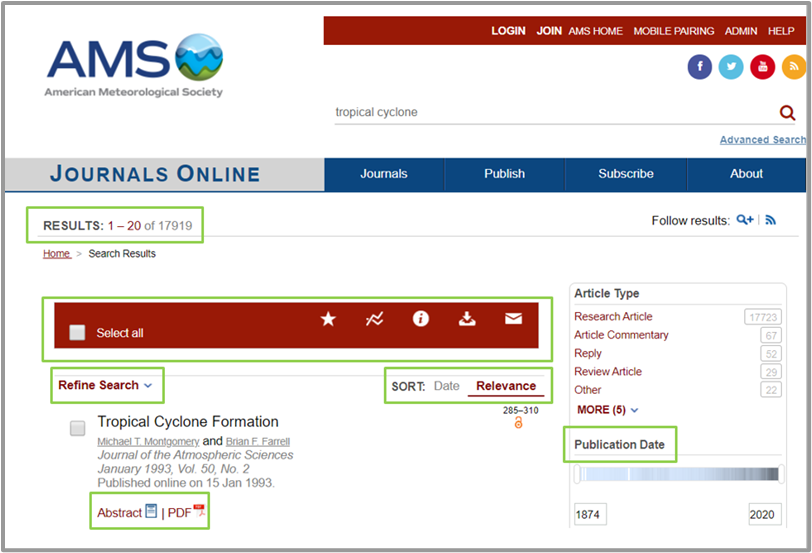 LOGIN JOIN AMS HOME MOBILE PAIRING ADMIN HELP
AMS
American Meteorological Society
tropical cyclone
Advanced Search
JOURNALS ONLINE
Journals Publish Subscribe About
RESULTS: 1 – 20 of 17919
Follow results:
Home > Search Results
Select all
Refine Search
SORT: Date Relevance
Tropical Cyclone Formation
285–310
Michael T. Montgomery and Brian F. Farrell
Journal of the Atmospheric Sciences
January 1993, Vol. 50, No. 2
Published online on 15 Jan 1993.
Abstract | PDF
Article Type
Research Article 17723
Article Commentary 67
Reply 52
Review Article 29
Other 22
MORE (5)
Publication Date
1874 2020